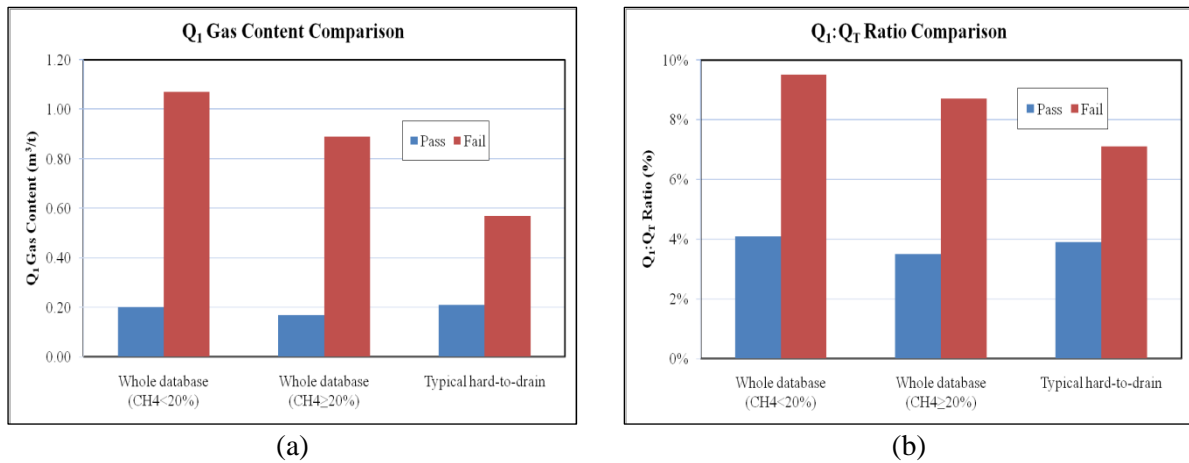 Q₁ Gas Content Comparison
1.20
1.00
0.80
0.60
0.40
0.20
0.00
Q₁ Gas Content (m³/t)
Pass Fail
Whole database
(CH4<20%)
Whole database
(CH4≥20%)
Typical hard-to-drain
(a)
Q₁:Q_T Ratio Comparison
10%
8%
6%
4%
2%
0%
Q₁:Q_T Ratio (%)
Pass Fail
Whole database
(CH4<20%)
Whole database
(CH4≥20%)
Typical hard-to-drain
(b)